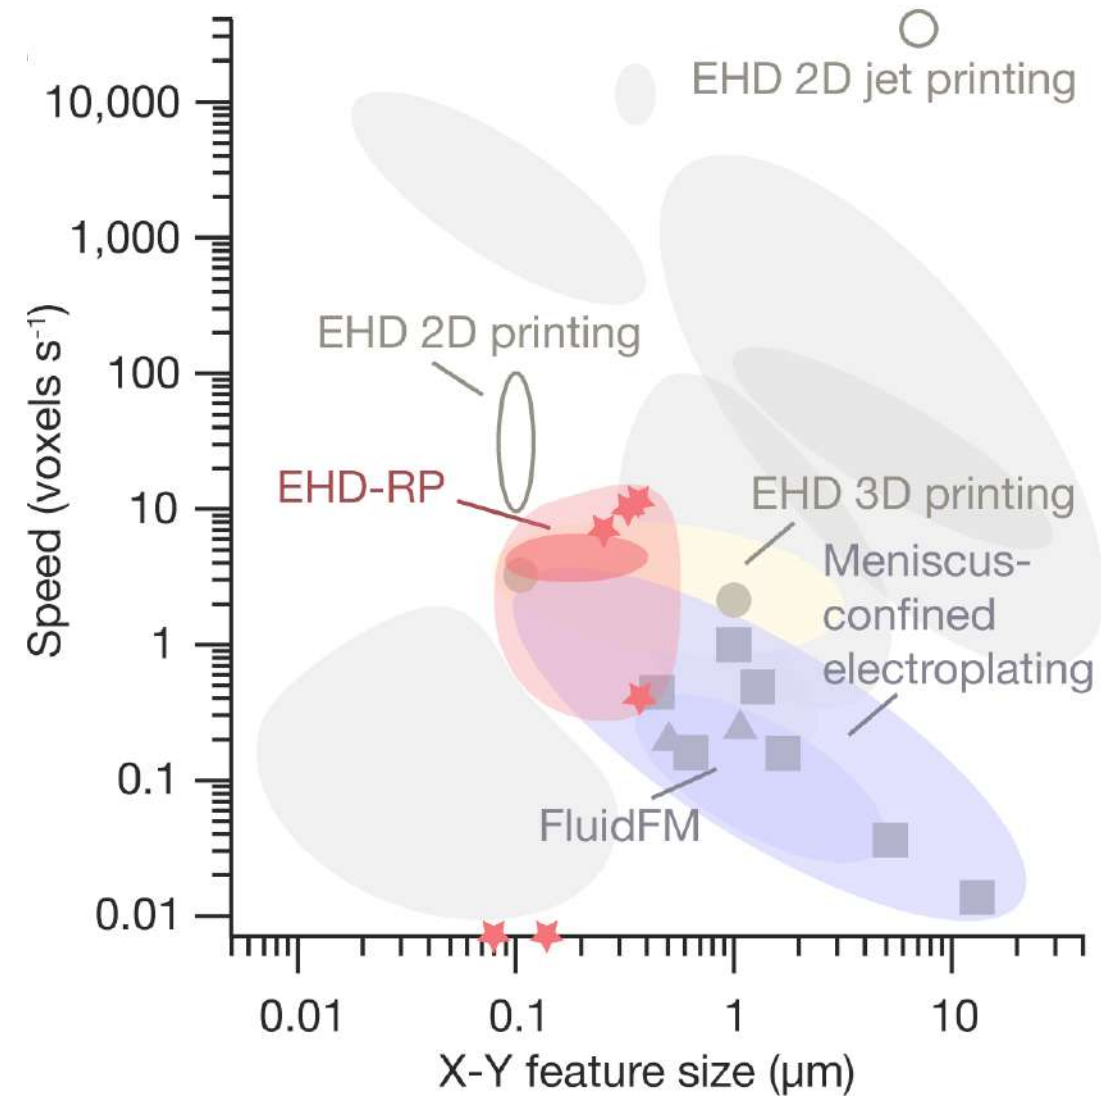 EHD 2D jet printing
10,000
1,000
EHD 2D printing
100
EHD-RP
10
EHD 3D printing
Meniscus-
confined
electroplating
1
0.1
FluidFM
0.01
Speed (voxels s⁻¹)
0.01
0.1
1
10
X-Y feature size (µm)